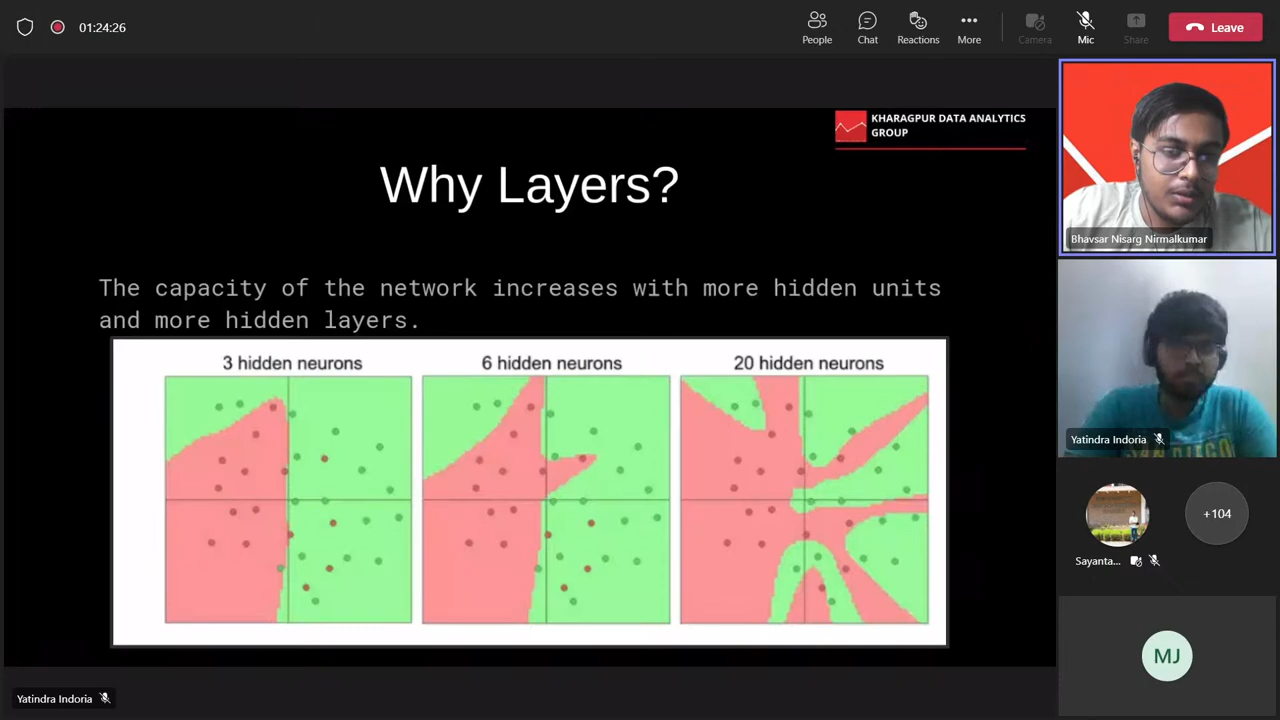 01:24:26
People
Chat
Reactions
More
Camera
Mic
Share
Leave
KHARAGPUR DATA ANALYTICS
GROUP
Why Layers?
The capacity of the network increases with more hidden units
and more hidden layers.
3 hidden neurons
6 hidden neurons
20 hidden neurons
Bhavsar Nisarg Nirmalkumar
Yatindra Indoria
Sayanta...
+104
MJ
Yatindra Indoria